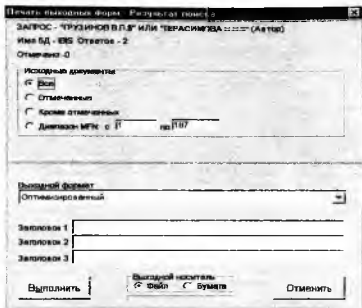 Печать выходных форм - Результат поиска
ЗАПРОС - "ГРУЗИНОВ В.П.$" ИЛИ "ГЕРАСИМОВА (Автор)
Имя БД - EBS Ответов - 2
Отмечено -0
Исходные документы
Все
Отмеченные
Кроме отмеченных
Диапазон MFN: с 1 по 187
Выходной формат
Оптимизированный
Заголовок 1
Заголовок 2
Заголовок 3
Выполнить
Выходной носитель
Файл Бумага
Отменить